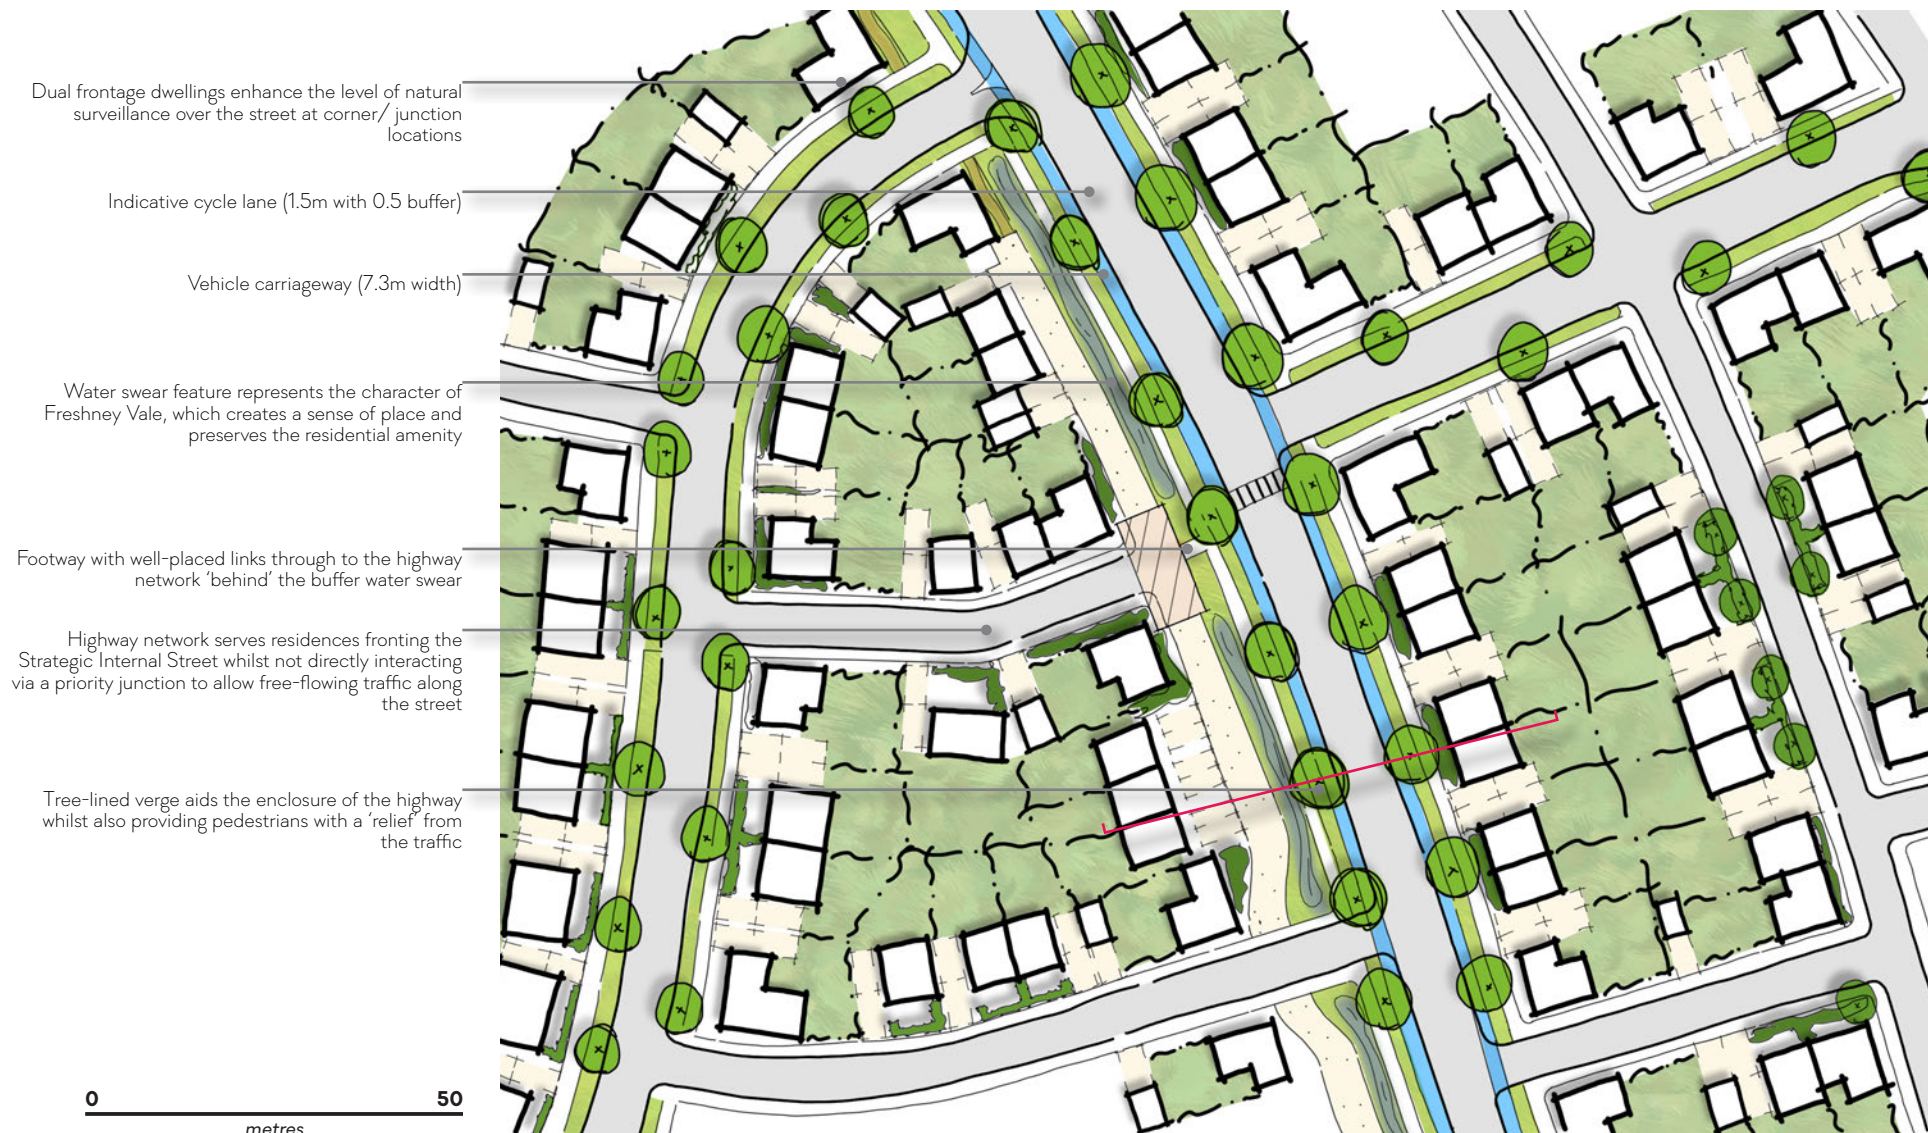 Dual frontage dwellings enhance the level of natural
surveillance over the street at corner/ junction
locations
Indicative cycle lane (1.5m with 0.5 buffer)
Vehicle carriageway (7.3m width)
Water swear feature represents the character of
Freshney Vale, which creates a sense of place and
preserves the residential amenity
Footway with well-placed links through to the highway
network ‘behind’ the buffer water swear
Highway network serves residences fronting the
Strategic Internal Street whilst not directly interacting
via a priority junction to allow free-flowing traffic along
the street
Tree-lined verge aids the enclosure of the highway
whilst also providing pedestrians with a ‘relief’ from
the traffic
0 50
metres